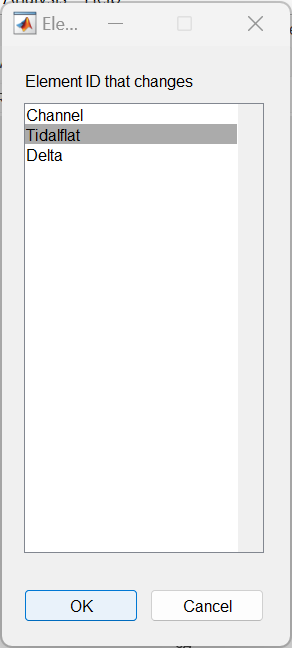 Ele...
Element ID that changes
Channel
Tidalflat
Delta
OK
Cancel